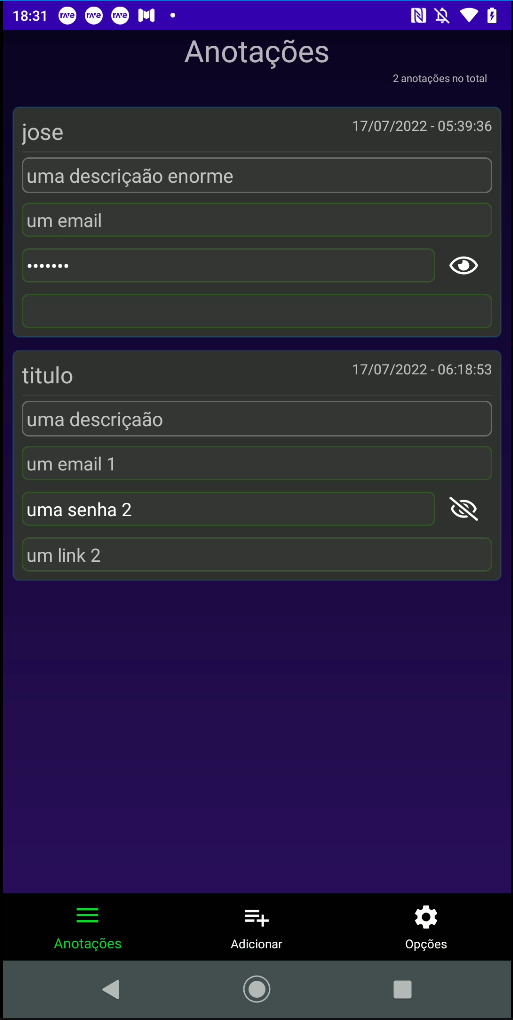 18:31
Anotações
2 anotações no total
jose
17/07/2022 - 05:39:36
uma descriçaão enorme
um email
•••••••
titulo
17/07/2022 - 06:18:53
uma descriçaão
um email 1
uma senha 2
um link 2
Anotações
Adicionar
Opções